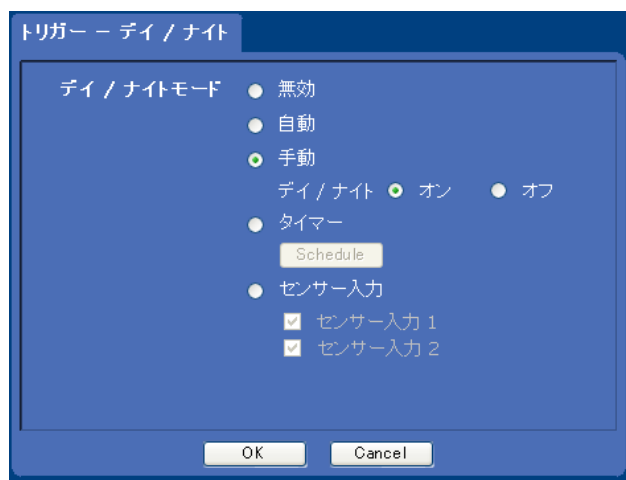 トリガー － デイ / ナイト
デイ / ナイトモード 無効
自動
手動
デイ / ナイト オン オフ
タイマー
Schedule
センサー入力
センサー入力 1
センサー入力 2
OK Cancel